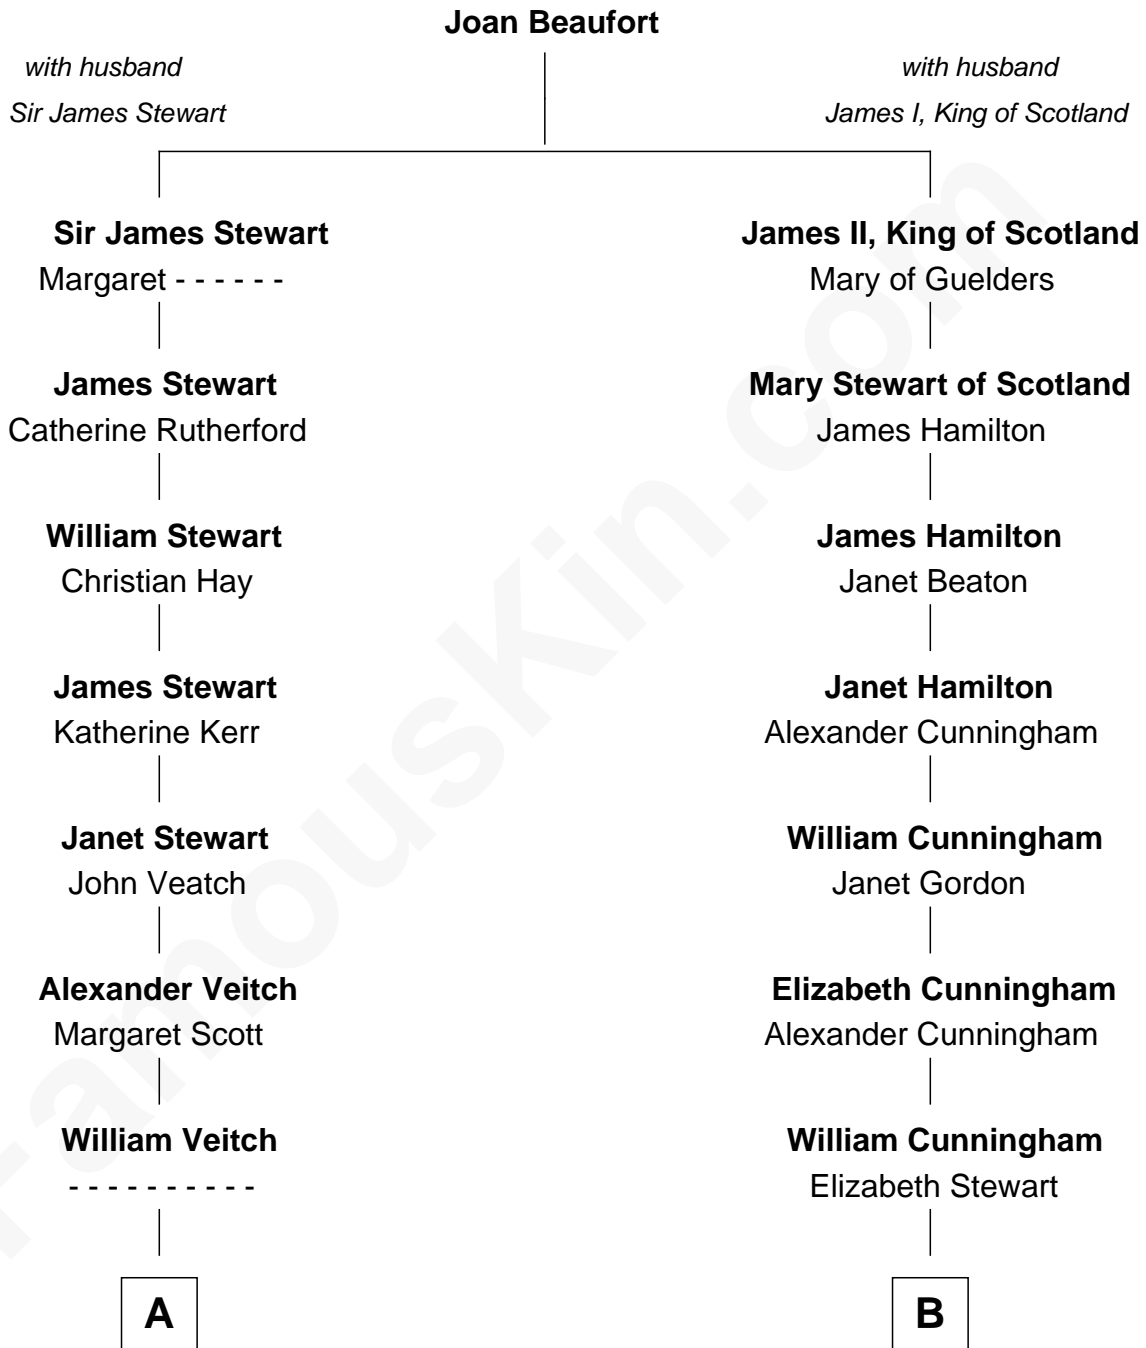 Joan Beaufort
with husband
Sir James Stewart
with husband
James I, King of Scotland
Sir James Stewart
Margaret - - - - - -
James II, King of Scotland
Mary of Guelders
James Stewart
Catherine Rutherford
Mary Stewart of Scotland
James Hamilton
William Stewart
Christian Hay
James Hamilton
Janet Beaton
James Stewart
Katherine Kerr
Janet Hamilton
Alexander Cunningham
Janet Stewart
John Veatch
William Cunningham
Janet Gordon
Alexander Veitch
Margaret Scott
Elizabeth Cunningham
Alexander Cunningham
William Veitch
- - - - - - - - - -
William Cunningham
Elizabeth Stewart
A
B
FamousKin.com